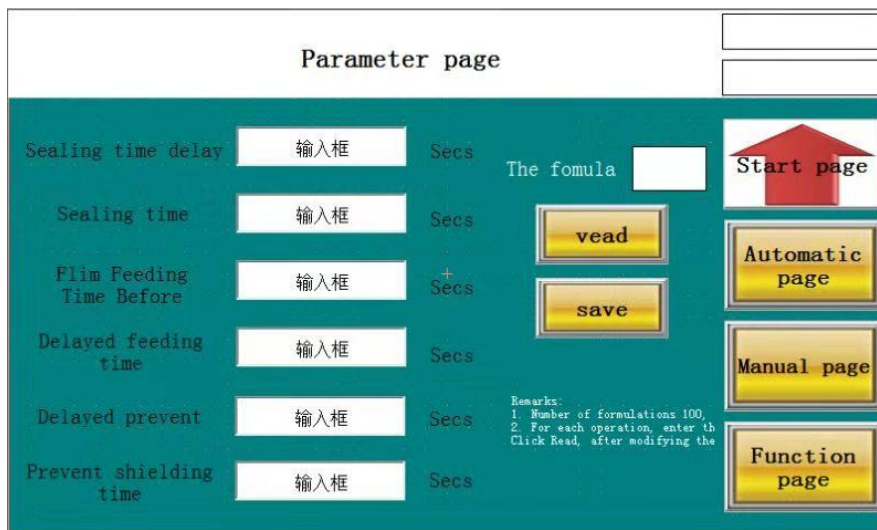 Parameter page
Sealing time delay 输入框 Secs
Sealing time 输入框 Secs
Flim Feeding
Time Before 输入框 Secs
Delayed feeding
time 输入框 Secs
Delayed prevent 输入框 Secs
Prevent shielding
time 输入框 Secs
The fomula
vead
save
Remarks:
1. Number of formulations 100,
2. For each operation, enter th
Click Read, after modifying the
Start page
Automatic
page
Manual page
Function
page